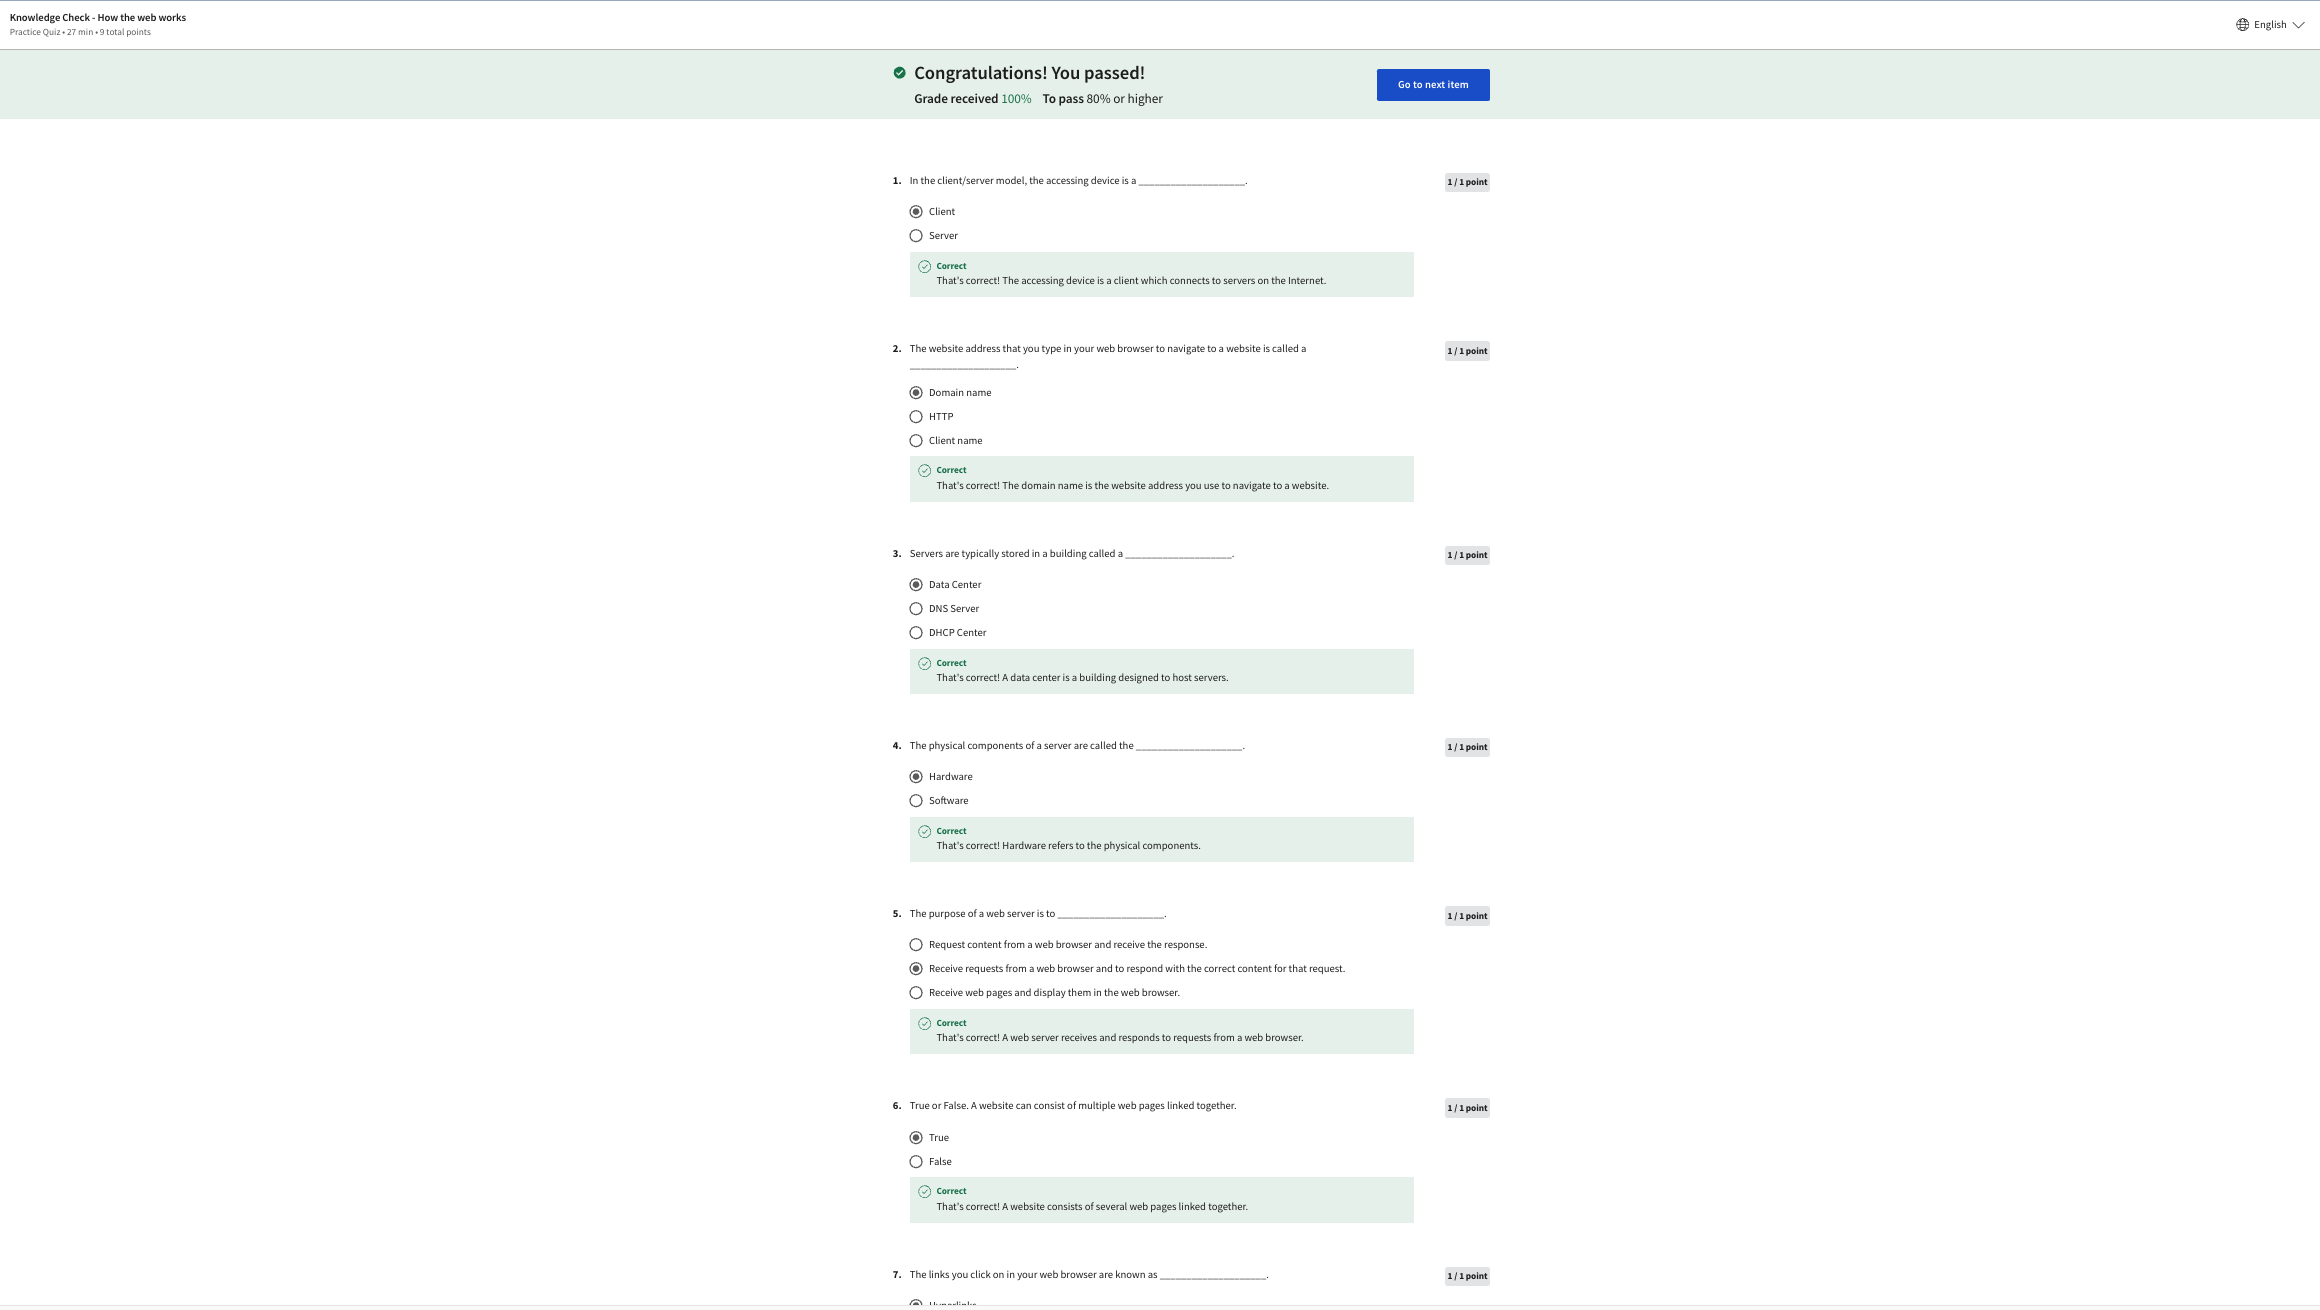 Knowledge Check - How the web works
Practice Quiz • 27 min • 9 total points
English
Congratulations! You passed!
Grade received 100% To pass 80% or higher
Go to next item
1. In the client/server model, the accessing device is a ____________________.
1 / 1 point
Client
Server
Correct
That's correct! The accessing device is a client which connects to servers on the Internet.
2. The website address that you type in your web browser to navigate to a website is called a
____________________.
1 / 1 point
Domain name
HTTP
Client name
Correct
That's correct! The domain name is the website address you use to navigate to a website.
3. Servers are typically stored in a building called a ____________________.
1 / 1 point
Data Center
DNS Server
DHCP Center
Correct
That's correct! A data center is a building designed to host servers.
4. The physical components of a server are called the ____________________.
1 / 1 point
Hardware
Software
Correct
That's correct! Hardware refers to the physical components.
5. The purpose of a web server is to ____________________.
1 / 1 point
Request content from a web browser and receive the response.
Receive requests from a web browser and to respond with the correct content for that request.
Receive web pages and display them in the web browser.
Correct
That's correct! A web server receives and responds to requests from a web browser.
6. True or False. A website can consist of multiple web pages linked together.
1 / 1 point
True
False
Correct
That's correct! A website consists of several web pages linked together.
7. The links you click on in your web browser are known as ____________________.
1 / 1 point
Hyperlinks